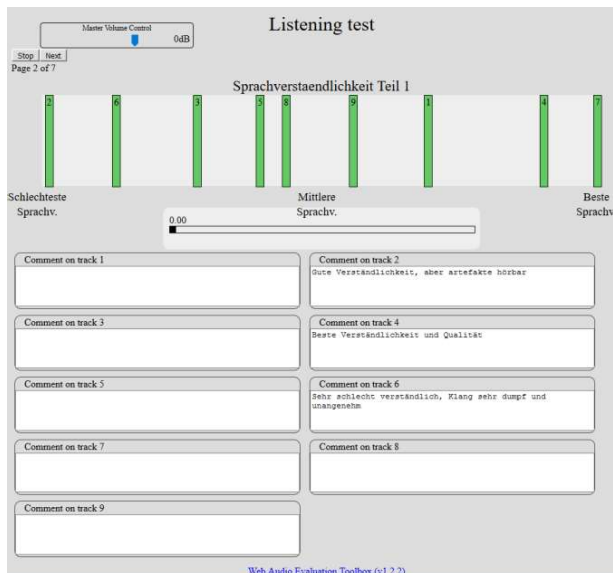 Master Volume Control
0dB
Listening test
Stop Next
Page 2 of 7
Sprachverstaendlichkeit Teil 1
2 6 3 5 8 9 1 4 7
Schlechteste Mittlere Beste
Sprachv. Sprachv. Sprachv
0.00
Comment on track 1
Comment on track 2
Gute Verständlichkeit, aber artefakte hörbar
Comment on track 3
Comment on track 4
Beste Verständlichkeit und Qualität
Comment on track 5
Comment on track 6
Sehr schlecht verständlich, Klang sehr dumpf und
unangenehm
Comment on track 7
Comment on track 8
Comment on track 9
Web Audio Evaluation Toolbox (v1.2.2)